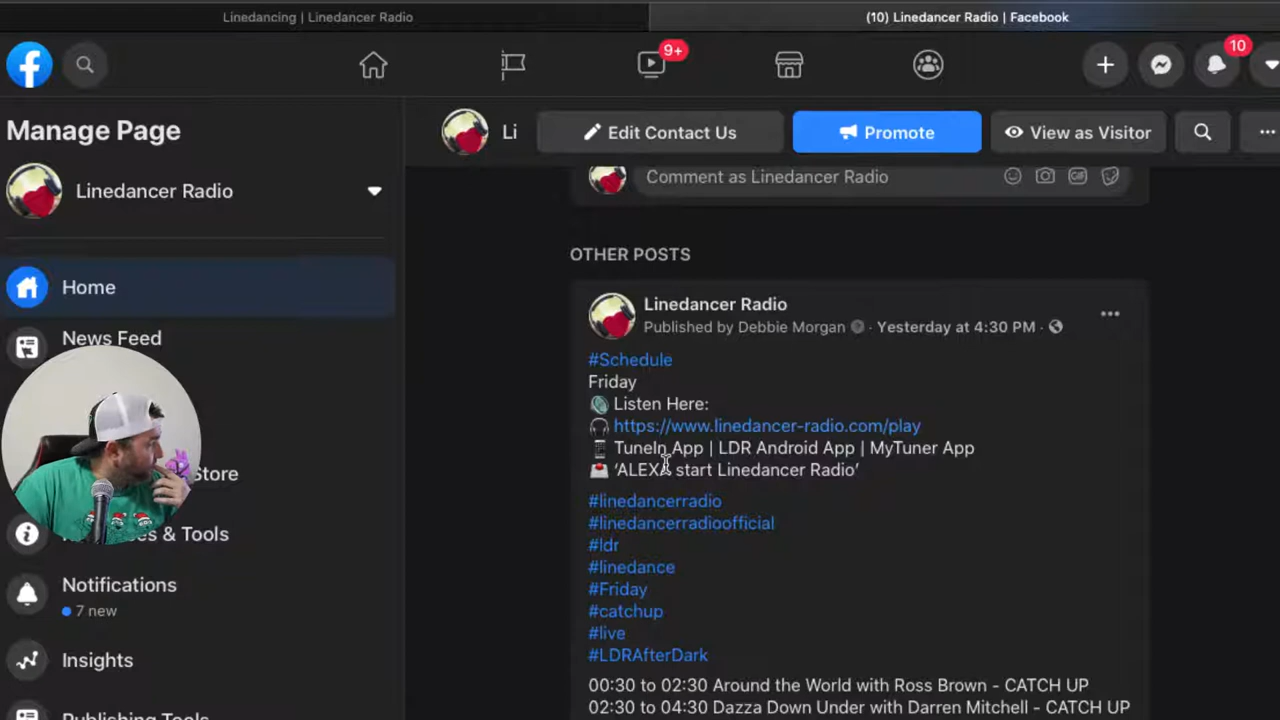 Linedancing | Linedancer Radio
(10) Linedancer Radio | Facebook
9+
10
Manage Page
Li
Edit Contact Us
Promote
View as Visitor
Linedancer Radio
Comment as Linedancer Radio
GIF
Home
News Feed
Store
& Tools
Notifications
7 new
Insights
Publishing Tools
OTHER POSTS
Linedancer Radio
Published by Debbie Morgan · Yesterday at 4:30 PM ·
#Schedule
Friday
Listen Here:
https://www.linedancer-radio.com/play
TuneIn App | LDR Android App | MyTuner App
‘ALEXA start Linedancer Radio’
#linedancerradio
#linedancerradioofficial
#ldr
#linedance
#Friday
#catchup
#live
#LDRAfterDark
00:30 to 02:30 Around the World with Ross Brown - CATCH UP
02:30 to 04:30 Dazza Down Under with Darren Mitchell - CATCH UP